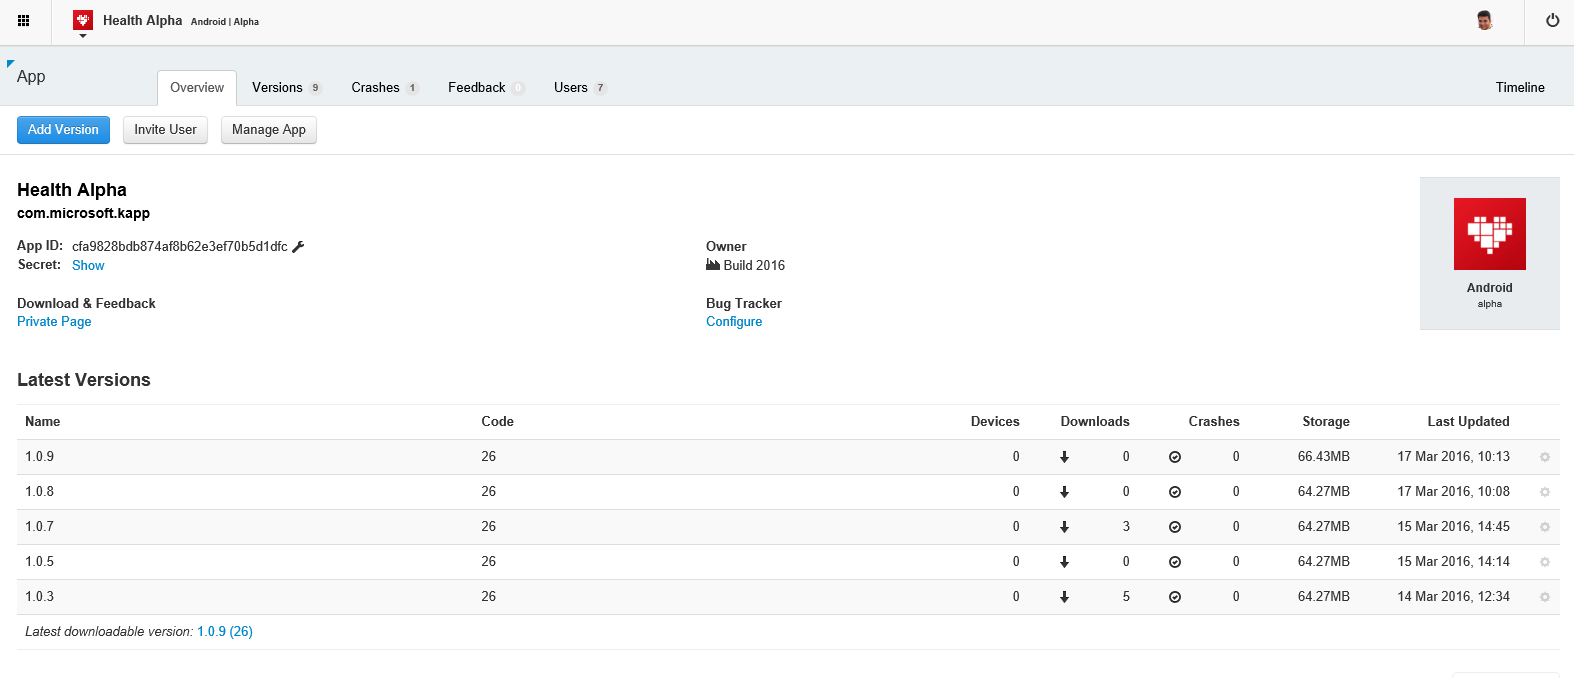 Health Alpha Android | Alpha
App
Overview Versions 9 Crashes 1 Feedback 0 Users 7 Timeline
Add Version Invite User Manage App
Health Alpha
com.microsoft.kapp
App ID: cfa9828bdb874af8b62e3ef70b5d1dfc
Secret: Show
Owner
Build 2016
Download & Feedback
Private Page
Bug Tracker
Configure
Android
alpha
Latest Versions
Name Code Devices Downloads Crashes Storage Last Updated
1.0.9 26 0 0 0 66.43MB 17 Mar 2016, 10:13
1.0.8 26 0 0 0 64.27MB 17 Mar 2016, 10:08
1.0.7 26 0 3 0 64.27MB 15 Mar 2016, 14:45
1.0.5 26 0 0 0 64.27MB 15 Mar 2016, 14:14
1.0.3 26 0 5 0 64.27MB 14 Mar 2016, 12:34
Latest downloadable version: 1.0.9 (26)